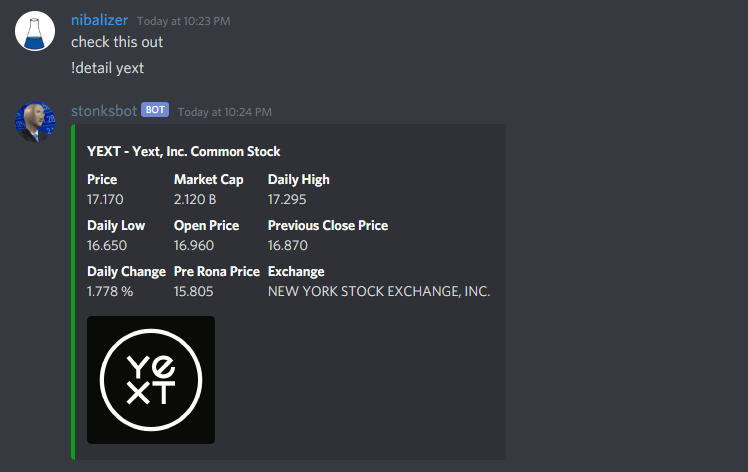 nibalizer Today at 10:23 PM
check this out
!detail yext
stonksbot BOT Today at 10:24 PM
YEXT - Yext, Inc. Common Stock
Price Market Cap Daily High
17.170 2.120 B 17.295
Daily Low Open Price Previous Close Price
16.650 16.960 16.870
Daily Change Pre Rona Price Exchange
1.778 % 15.805 NEW YORK STOCK EXCHANGE, INC.
Ye
XT